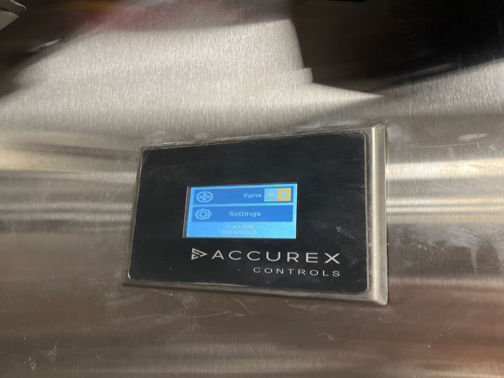 Fans
Settings
ACCUREX
CONTROLS